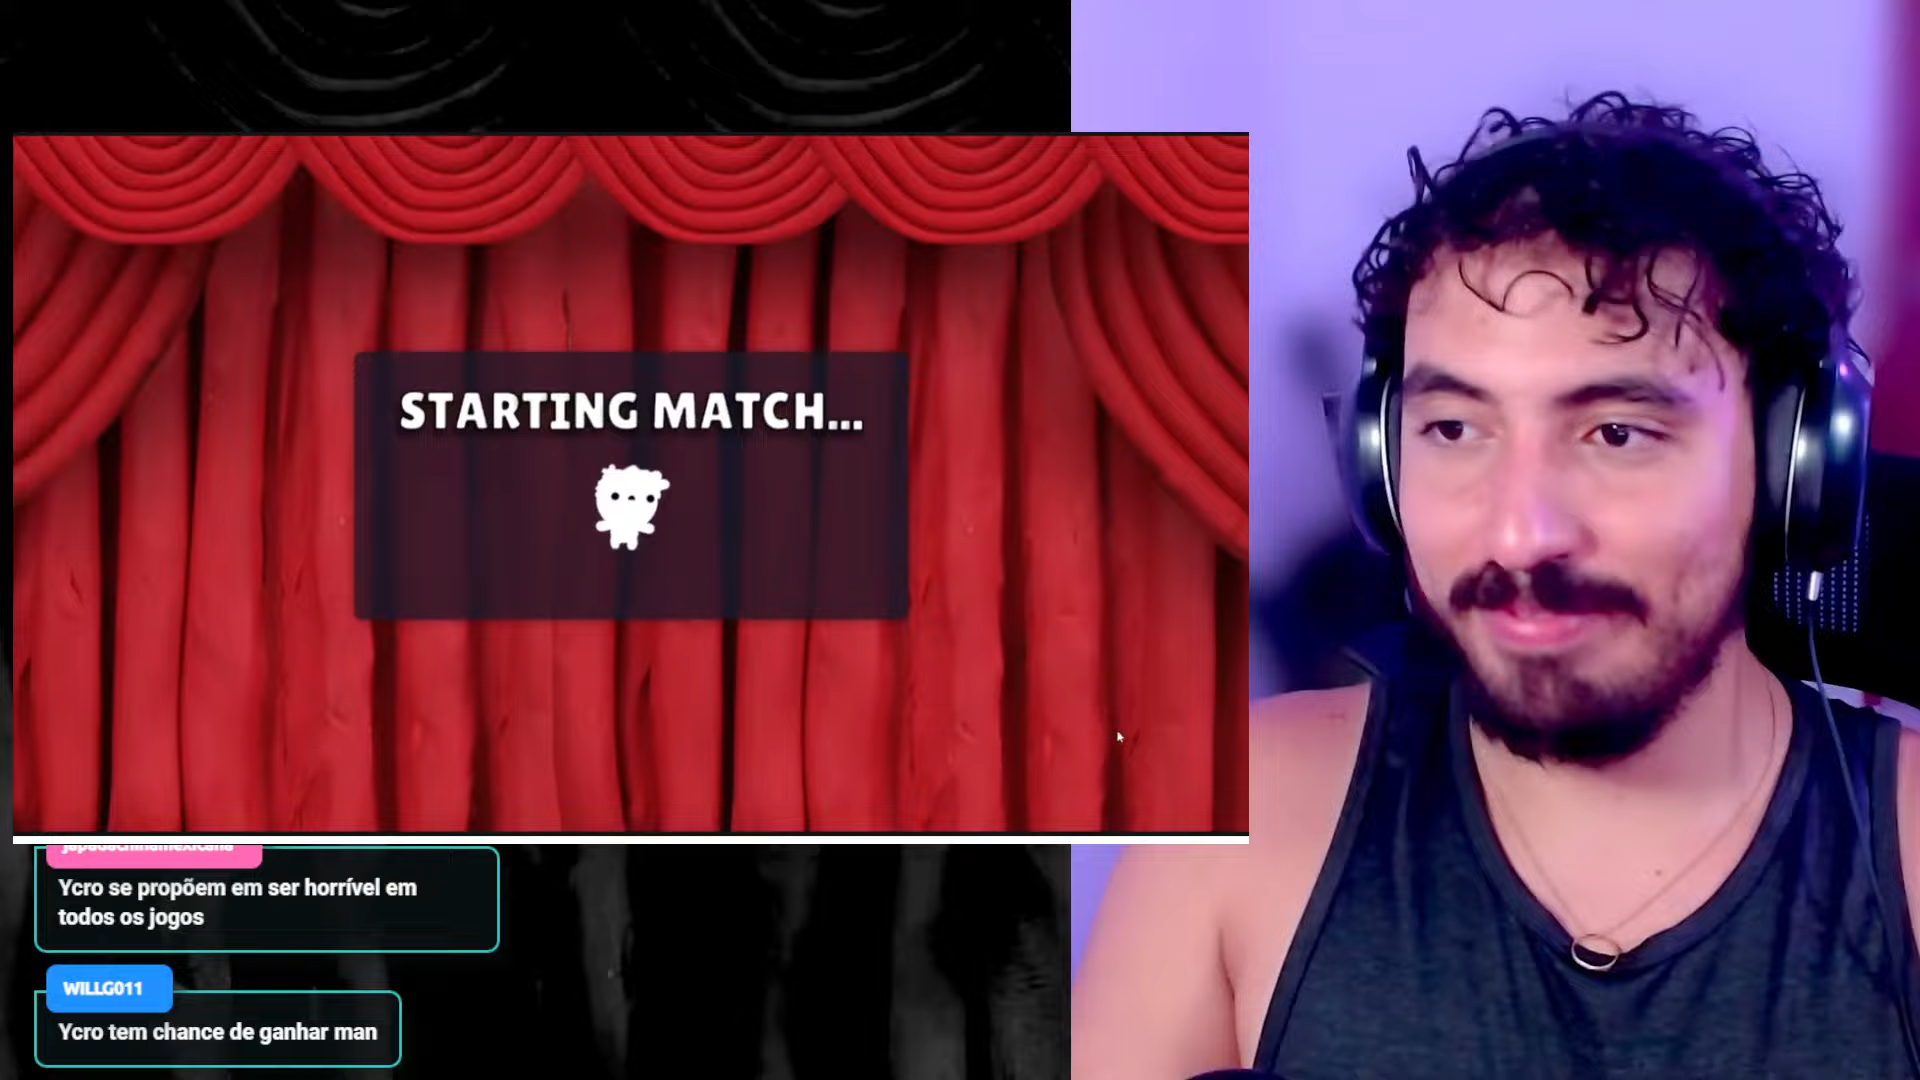 STARTING MATCH...
Ycro se propõem em ser horrível em
todos os jogos
WILLG011
Ycro tem chance de ganhar man